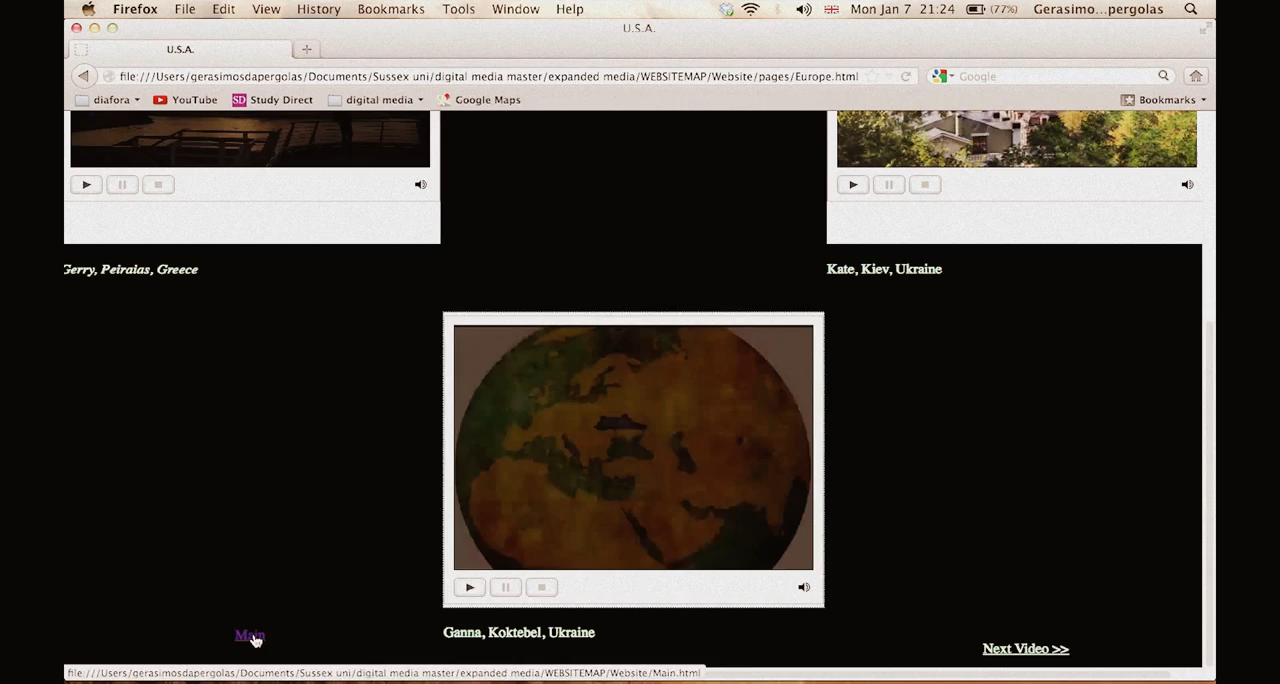 Firefox File Edit View History Bookmarks Tools Window Help Mon Jan 7 21:24 (77%) Gerasimo...pergolas
U.S.A.
U.S.A.
file:///Users/gerasimosdapergolas/Documents/Sussex uni/digital media master/expanded media/WEBSITEMAP/Website/pages/Europe.html Google
diafora YouTube SD Study Direct digital media Google Maps Bookmarks
Gerry, Peiraias, Greece Kate, Kiev, Ukraine
Main Ganna, Koktebel, Ukraine
Next Video >>
file:///Users/gerasimosdapergolas/Documents/Sussex uni/digital media master/expanded media/WEBSITEMAP/Website/Main.html